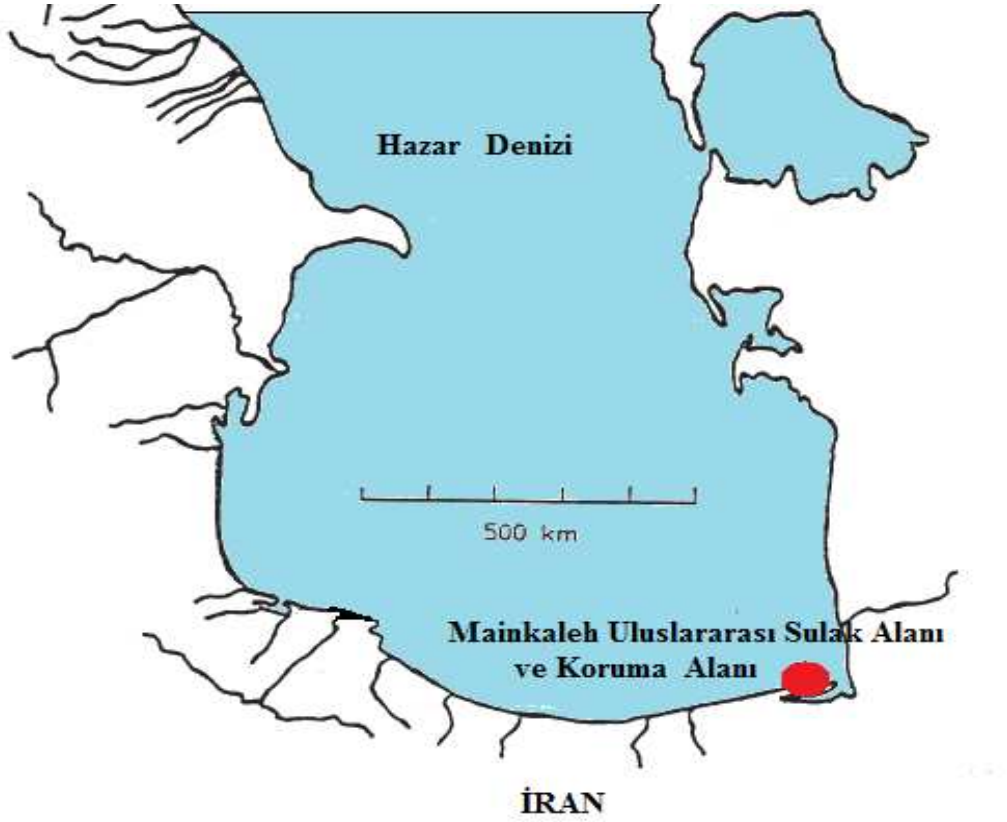 Hazar Denizi
500 km
Mainkaleh Uluslararası Sulak Alanı
ve Koruma Alanı
İRAN